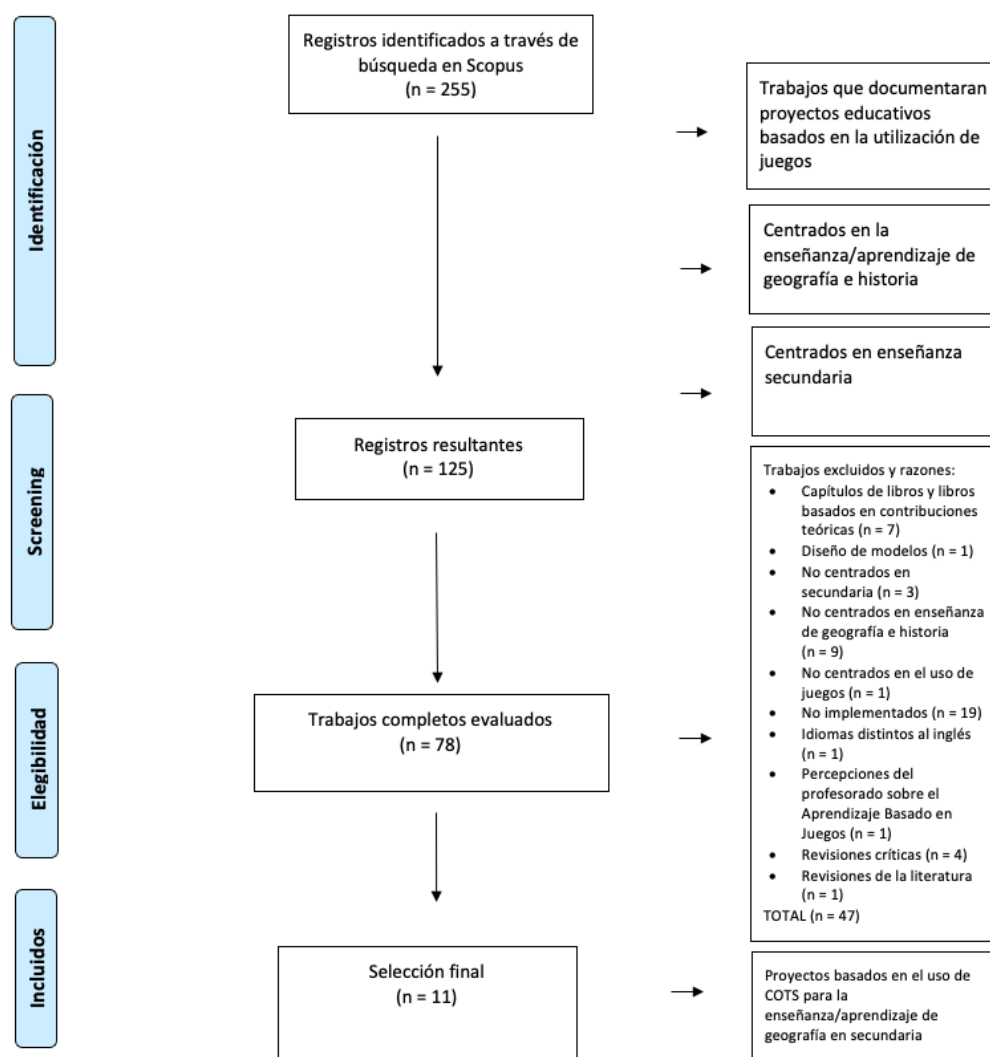 Identificación
Registros identificados a través de
búsqueda en Scopus
(n = 255)
Trabajos que documentaran
proyectos educativos
basados en la utilización de
juegos
Centrados en la
enseñanza/aprendizaje de
geografía e historia
Centrados en enseñanza
secundaria
Screening
Registros resultantes
(n = 125)
Elegibilidad
Trabajos completos evaluados
(n = 78)
Trabajos excluidos y razones:
• Capítulos de libros y libros
basados en contribuciones
teóricas (n = 7)
• Diseño de modelos (n = 1)
• No centrados en
secundaria (n = 3)
• No centrados en enseñanza
de geografía e historia
(n = 9)
• No centrados en el uso de
juegos (n = 1)
• No implementados (n = 19)
• Idiomas distintos al inglés
(n = 1)
• Percepciones del
profesorado sobre el
Aprendizaje Basado en
Juegos (n = 1)
• Revisiones críticas (n = 4)
• Revisiones de la literatura
(n = 1)
TOTAL (n = 47)
Incluidos
Selección final
(n = 11)
Proyectos basados en el uso de
COTS para la
enseñanza/aprendizaje de
geografía en secundaria